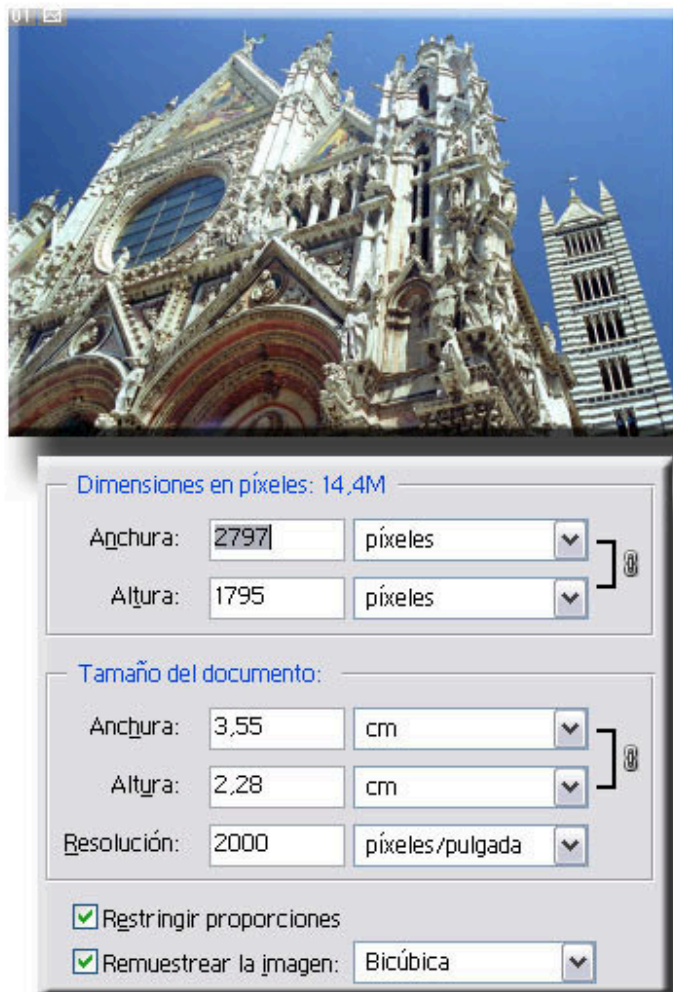 01
Dimensiones en píxeles: 14,4M
Anchura: 2797 píxeles
Altura: 1795 píxeles
Tamaño del documento:
Anchura: 3,55 cm
Altura: 2,28 cm
Resolución: 2000 píxeles/pulgada
Restringir proporciones
Remuestrear la imagen: Bicúbica